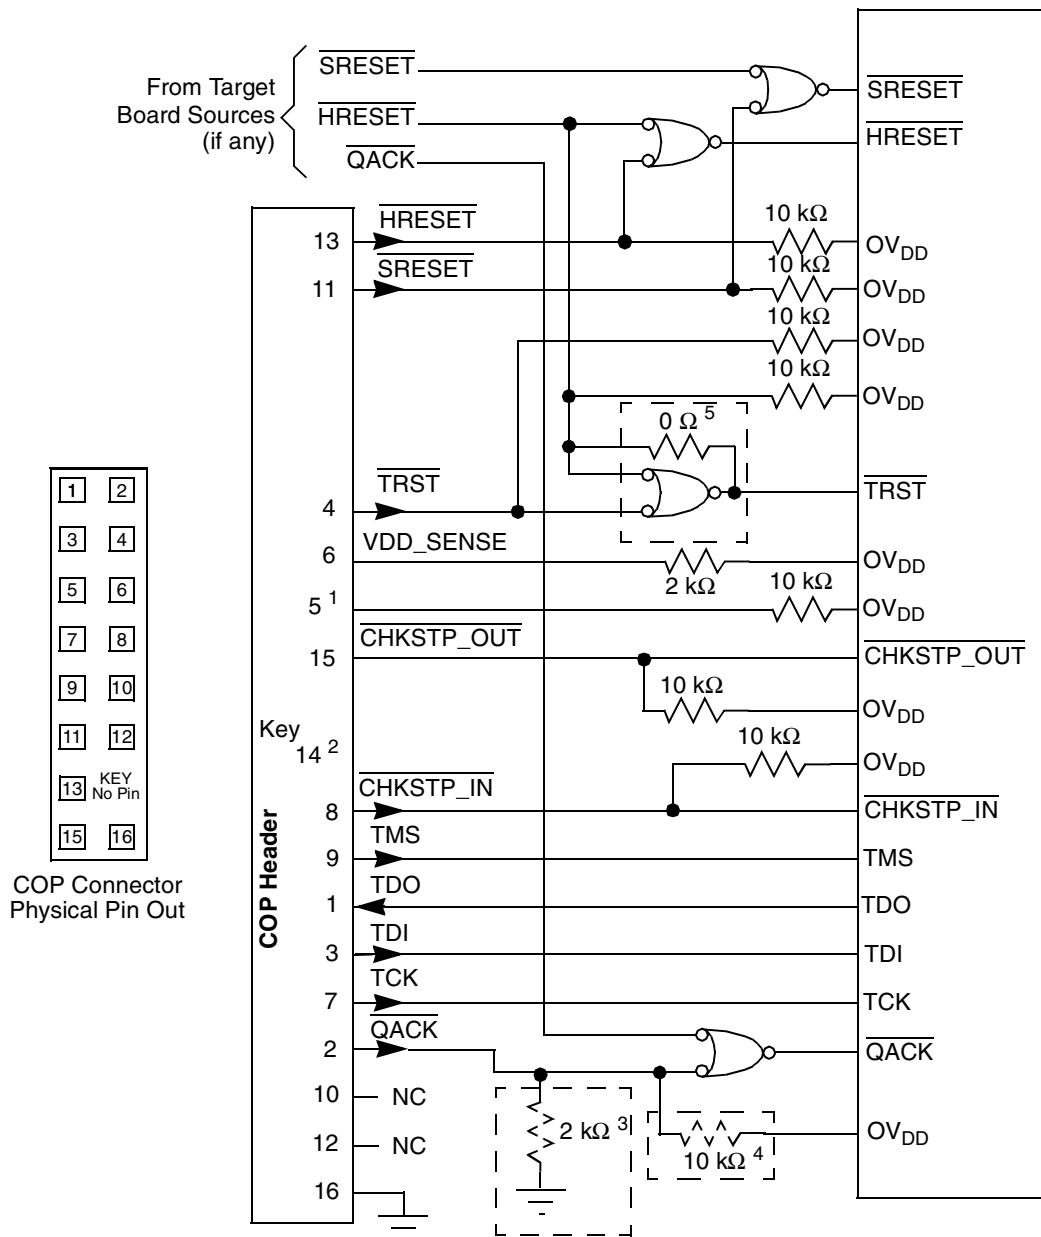 From Target
Board Sources
(if any)
SRESET
HRESET
QACK
SRESET
HRESET
13
HRESET
10 kΩ
OVDD
11
SRESET
10 kΩ
OVDD
10 kΩ
OVDD
10 kΩ
OVDD
0 Ω 5
4
TRST
TRST
6
VDD_SENSE
2 kΩ
OVDD
5 1
10 kΩ
OVDD
15
CHKSTP_OUT
CHKSTP_OUT
10 kΩ
OVDD
Key
14 2
10 kΩ
OVDD
8
CHKSTP_IN
CHKSTP_IN
9
TMS
TMS
1
TDO
TDO
3
TDI
TDI
7
TCK
TCK
2
QACK
QACK
10
NC
2 kΩ 3
10 kΩ 4
OVDD
12
NC
16
COP Header
1 2
3 4
5 6
7 8
9 10
11 12
13 KEY
No Pin
15 16
COP Connector
Physical Pin Out